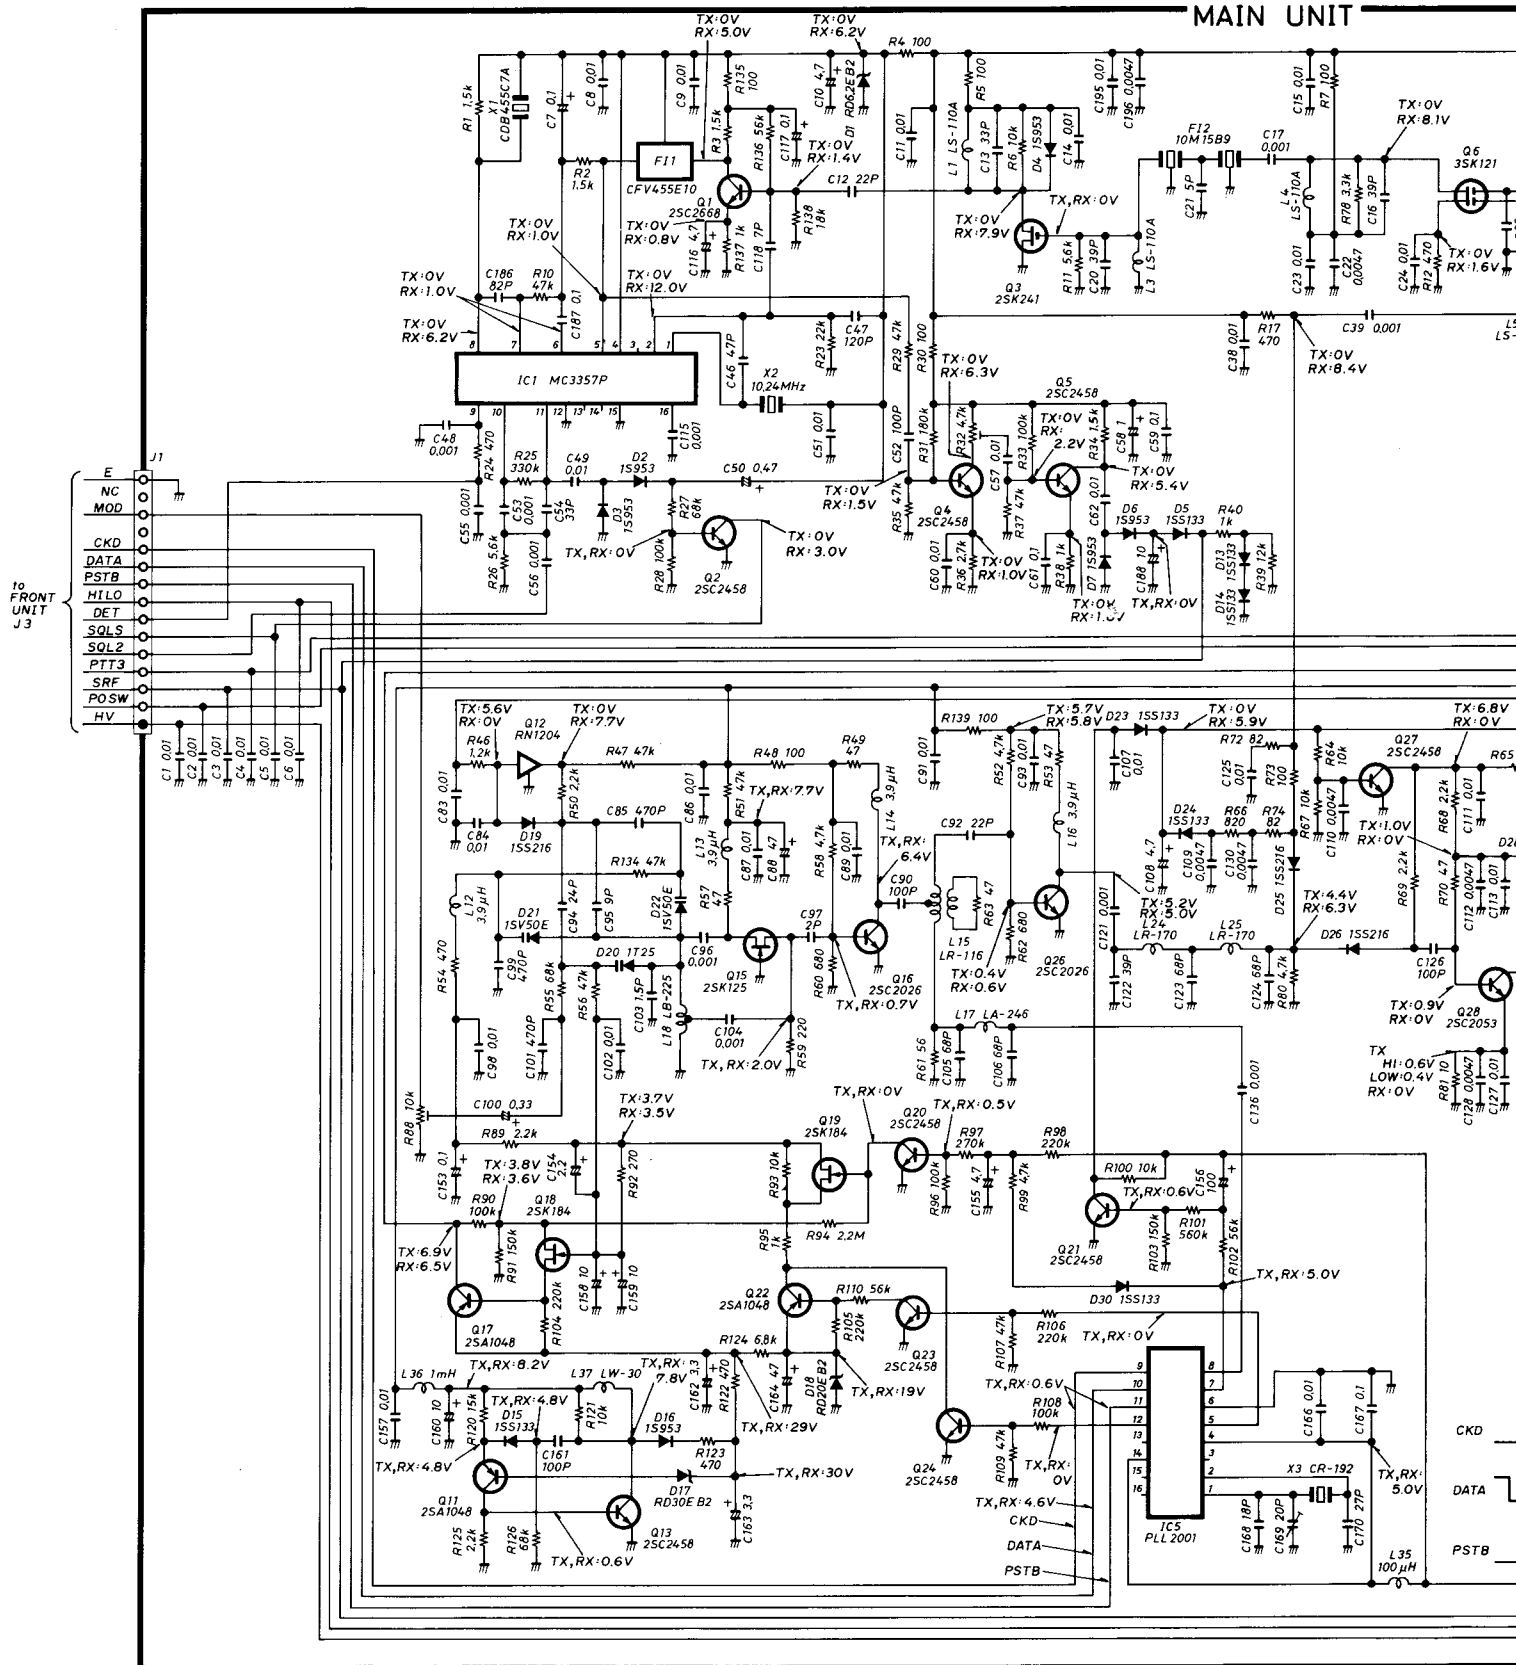 MAIN UNIT
TX:0V
RX:5.0V
TX:0V
RX:6.2V
R4 100
R1 1.5k
X1
CDB455C7A
C7 0.1
C8 0.01
C9 0.01
R135
100
C10 4.7
D1 RD6.2EB2
R5 100
C195 0.01
C196 0.0047
C15 0.01
R7 100
R3 1.5k
R136 56k
C117 0.1
C11 0.01
L1 LS-110A
C13 33P
R6 10k
D4 1S953
C14 0.01
TX:0V
RX:8.1V
FI2
10M15B9
C17
0.001
Q6
3SK121
R2
1.5k
FI1
CFV455E10
TX:0V
RX:1.4V
C12 22P
C21 5P
L4
LS-110A
R78 3.3k
C16 39P
Q1
2SC2668
R138
18k
TX:0V
RX:7.9V
TX,RX:0V
TX:0V
RX:1.0V
TX:0V
RX:0.8V
C116 4.7
R137 1k
C118 7P
Q3
2SK241
R11 5.6k
C20 39P
L3 LS-110A
C23 0.01
C22
0.0047
C24 0.01
R12 470
TX:0V
RX:1.6V
TX:0V
RX:1.0V
C186
82P
R10
47k
C187 0.1
TX:0V
RX:12.0V
TX:0V
RX:6.2V
R23 22k
C47
120P
R29 47k
R30 100
C38 0.01
R17
470
C39 0.001
L5
LS-
8 7 6 5 4 3 2 1
IC1 MC3357P
9 10 11 12 13 14 15 16
C46 47P
X2
10.24MHz
TX:0V
RX:6.3V
TX:0V
RX:8.4V
Q5
2SC2458
C48
0.001
R24 470
C115
0.001
C51 0.01
C52 100P
R31 180k
R32 4.7k
C57 0.01
R33 100k
TX:0V
RX:
2.2V
R34 1.5k
C58 1
C59 0.1
J1
E
NC
MOD
CKD
DATA
PSTB
HILO
DET
SQLS
SQL2
PTT3
SRF
POSW
HV
to
FRONT
UNIT
J3
R25
330k
C49
0.01
D2
1S953
C50 0.47
C55 0.001
C53
0.001
C54
33P
D3
1S953
R27
68k
TX:0V
RX:1.5V
R35 47k
Q4
2SC2458
R37 47k
TX:0V
RX:5.4V
C62 0.01
D6
1S953
D5
1SS133
R40
1k
R26 5.6k
C56 0.001
TX,RX:0V
R28 100k
Q2
2SC2458
TX:0V
RX:3.0V
C60 0.01
R36 2.7k
TX:0V
RX:1.0V
C61 0.1
R38 1k
D7 1S953
C188 10
D13
1SS133
D14
1SS133
R39 12k
TX,RX:0V
C1 0.01
C2 0.01
C3 0.01
C4 0.01
C5 0.01
C6 0.01
TX:5.6V
RX:0V
Q12
RN1204
TX:0V
RX:7.7V
R46
1.2k
R47 47k
R48 100
R49
47
R139 100
TX:5.7V
RX:5.8V
D23
1SS133
TX:0V
RX:5.9V
R72 82
R64
10k
Q27
2SC2458
TX:6.8V
RX:0V
R65
C83 0.01
C84
0.01
D19
1SS216
R50 2.2k
C85 470P
C86 0.01
R51 47k
TX,RX:7.7V
L14 3.9μH
C91 0.01
R52 4.7k
C93 0.01
R53 47
C107
0.01
C125
0.01
R73
100
R67 10k
C110 0.0047
R68 2.2k
C111 0.01
L13
3.9μH
C87 0.01
C88 47
R58 4.7k
C89 0.01
TX,RX:
6.4V
C92 22P
L16 3.9μH
D24
1SS133
R66
820
R74
82
TX:1.0V
RX:0V
R134 47k
C90
100P
C108 4.7
C109
0.0047
C130
0.0047
D25 1SS216
R69 2.2k
R70 47
C112 0.0047
C113 0.01
L12
3.9μH
D21
1SV50E
C94 24P
C95 9P
D22
1SV50E
R57
47
C97
2P
R63 47
R62 680
C121 0.001
TX:5.2V
RX:5.0V
TX:4.4V
RX:6.3V
L24
LR-170
L25
LR-170
D26 1SS216
L15
LR-116
Q26
2SC2026
R54 470
C99
470P
D20 1T25
C96
0.001
Q15
2SK125
R60 680
Q16
2SC2026
TX:0.4V
RX:0.6V
C122 39P
C123 68P
C124 68P
R80 4.7k
C126
100P
R55 68k
R56 47k
C103 1.5P
L18 LB-225
TX,RX:0.7V
TX:0.9V
RX:0V
Q28
2SC2053
C98 0.01
C101 470P
C102 0.01
C104
0.001
TX,RX:2.0V
R59 220
L17 LA-246
R61 56
C105 68P
C106 68P
C136 0.001
TX
HI:0.6V
LOW:0.4V
RX:0V
R81 10
C128 0.0047
C127 0.01
R88 10k
C100 0.33
TX:3.7V
RX:3.5V
TX,RX:0V
Q19
2SK184
Q20
2SC2458
TX,RX:0.5V
R97
270k
R98
220k
R89 2.2k
C153 0.1
TX:3.8V
RX:3.6V
C154
2.2
R92 270
R93 10k
R96 100k
C155 4.7
R99 4.7k
R100 10k
C156
100
TX,RX:0.6V
R90
100k
Q18
2SK184
R94 2.2M
R95
1k
R101
560k
R103 150k
R102 56k
Q21
2SC2458
TX:6.9V
RX:6.5V
R91 150k
R104 220k
C158 10
C159 10
Q22
2SA1048
R110 56k
R105
220k
D30 1SS133
TX,RX:5.0V
Q17
2SA1048
R124 6.8k
Q23
2SC2458
R107 47k
R106
220k
TX,RX:0V
L36 1mH
TX,RX:8.2V
L37 LW-30
TX,RX:
7.8V
C162 3.3
R122 470
C164 47
D18
RD20EB2
TX,RX:19V
TX,RX:0.6V
C157 0.01
C160 10
R120 15k
D15
1SS133
TX,RX:4.8V
R121
10k
D16
1S953
TX,RX:29V
R108
100k
9 10 11 12 13 14 15 16
8 7 6 5 4 3 2 1
C166 0.01
C167 0.1
TX,RX:4.8V
C161
100P
R123
470
TX,RX:30V
Q24
2SC2458
R109 47k
TX,RX:
0V
X3 CR-192
TX,RX:
5.0V
CKD
DATA
PSTB
Q11
2SA1048
D17
RD30EB2
C163 3.3
TX,RX:4.6V
CKD
DATA
PSTB
IC5
PLL2001
C168 18P
C169 20P
C170 27P
R125
2.2k
R126
68k
Q13
2SC2458
TX,RX:0.6V
L35
100μH